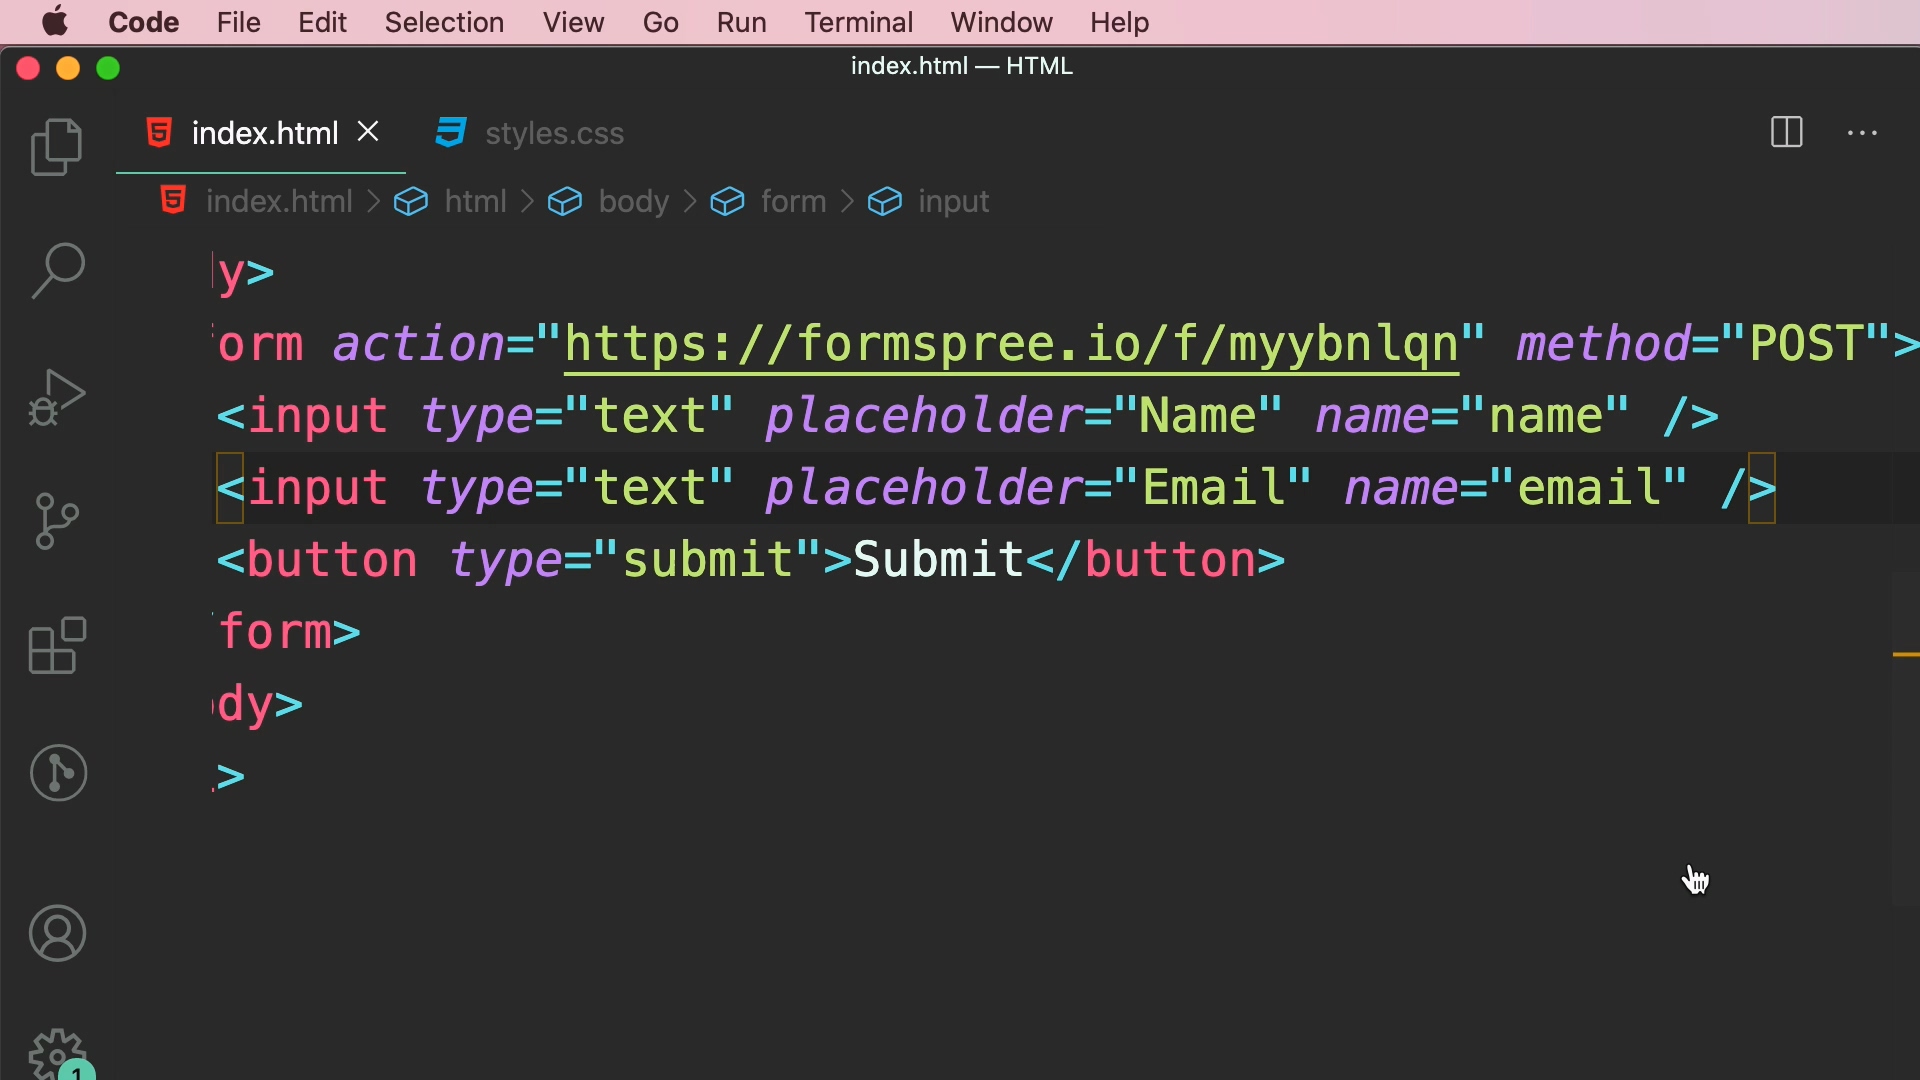 Code File Edit Selection View Go Run Terminal Window Help
index.html — HTML
index.html styles.css
index.html > html > body > form > input
y>
orm action="https://formspree.io/f/myybnlqn" method="POST">
<input type="text" placeholder="Name" name="name" />
<input type="text" placeholder="Email" name="email" />
<button type="submit">Submit</button>
form>
dy>
>
1